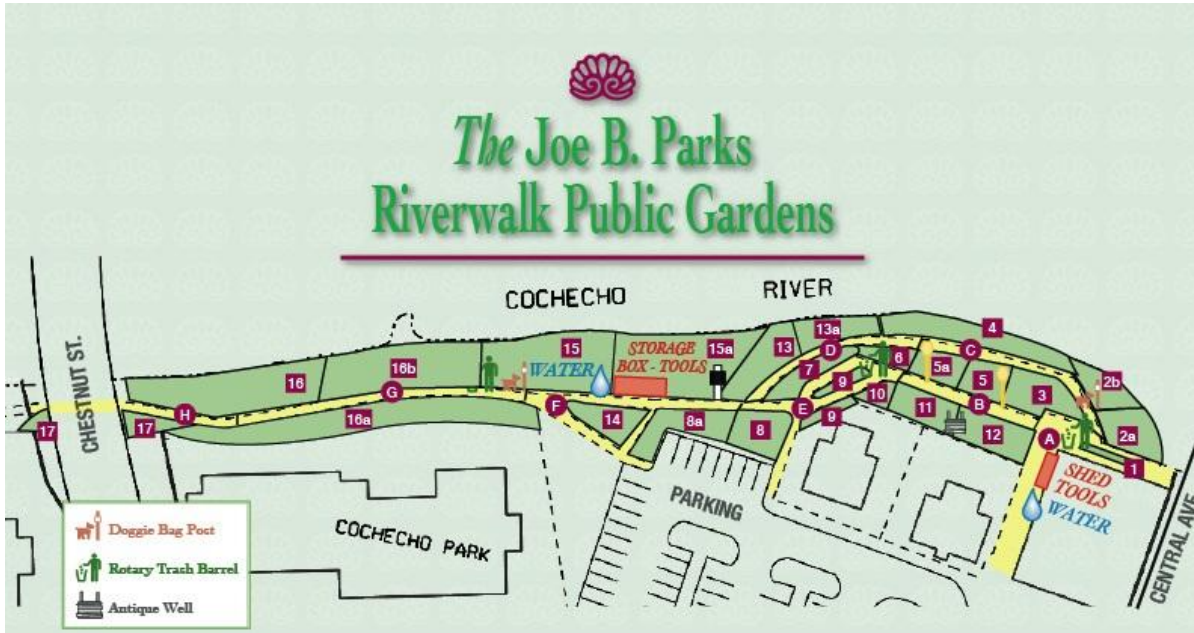 The Joe B. Parks
Riverwalk Public Gardens
COCHECHO RIVER
CHESTNUT ST.
16
16b
15
WATER
STORAGE
BOX - TOOLS
15a
13
13a
4
D
6
C
7
9
5a
5
3
2b
G
H
F
E
10
B
11
17
17
16a
14
8a
8
9
12
A
2a
1
SHED
TOOLS
WATER
PARKING
COCHECHO PARK
CENTRAL AVE
Doggie Bag Post
Rotary Trash Barrel
Antique Well